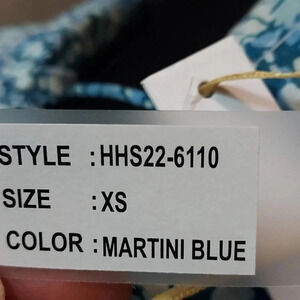 STYLE : HHS22-6110
SIZE : XS
COLOR : MARTINI BLUE